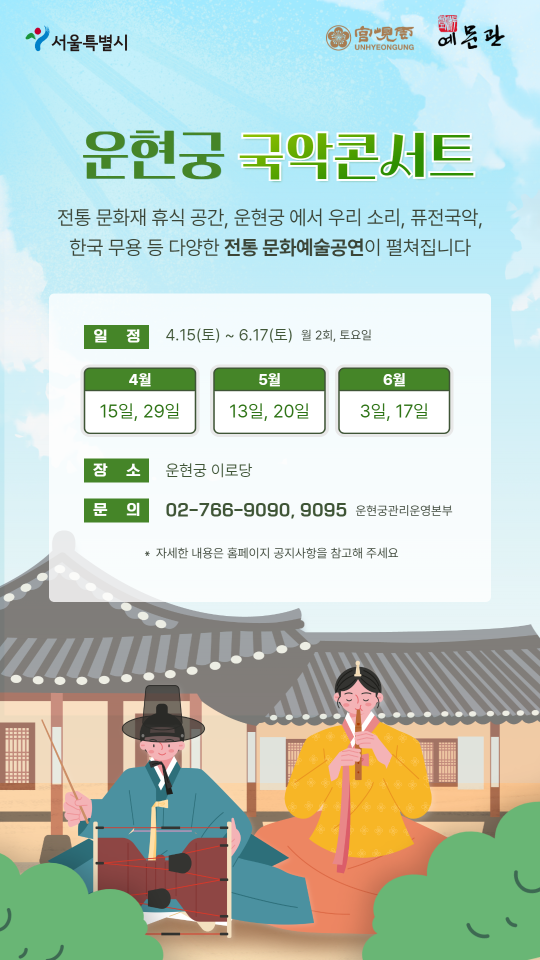 서울특별시
宮峴雲
UNHYEONGUNG
예문관
운현궁 국악콘서트
전통 문화재 휴식 공간, 운현궁 에서 우리 소리, 퓨전국악,
한국 무용 등 다양한 전통 문화예술공연이 펼쳐집니다
일 정 4.15(토) ~ 6.17(토) 월 2회, 토요일
4월 5월 6월
15일, 29일 13일, 20일 3일, 17일
장 소 운현궁 이로당
문 의 02-766-9090, 9095 운현궁관리운영본부
* 자세한 내용은 홈페이지 공지사항을 참고해 주세요